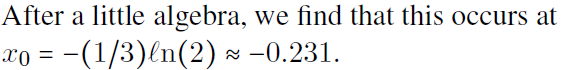 After a little algebra, we find that this occurs at
x₀ = −(1/3)ℓn(2) ≈ −0.231.